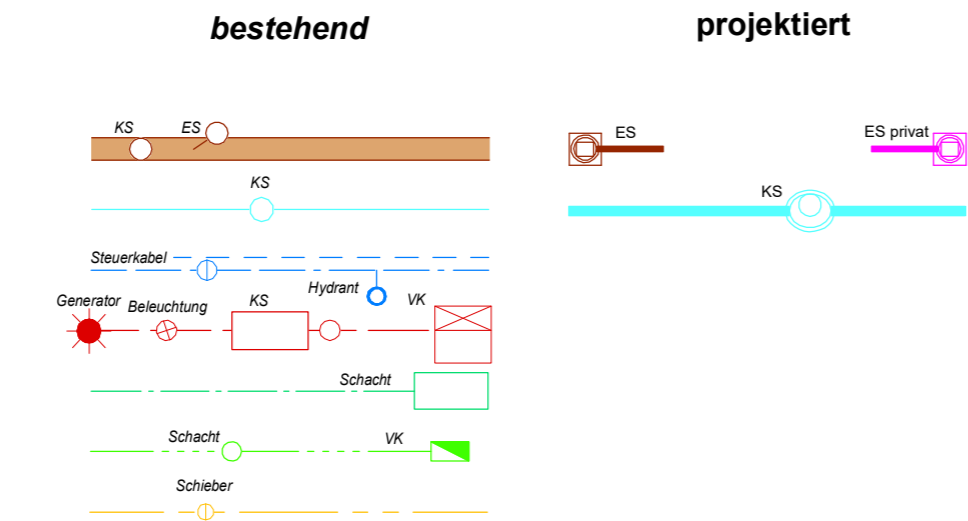 bestehend
projektiert
KS
ES
ES
ES privat
KS
KS
Steuerkabel
Hydrant
Generator
Beleuchtung
KS
VK
Schacht
Schacht
VK
Schieber